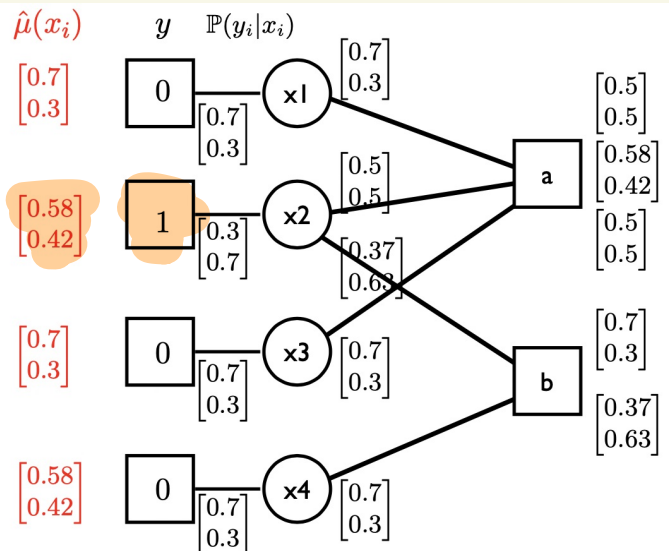 μ̂(xᵢ) y ℙ(yᵢ|xᵢ)
[0.7 0.3] 0 [0.7 0.3] x1 [0.7 0.3]
[0.5 0.5]
[0.58 0.42] 1 [0.3 0.7] x2 [0.5 0.5] a [0.58 0.42]
[0.37 0.63] [0.5 0.5]
[0.7 0.3] 0 [0.7 0.3] x3 [0.7 0.3]
[0.7 0.3]
b
[0.37 0.63]
[0.58 0.42] 0 [0.7 0.3] x4 [0.7 0.3]